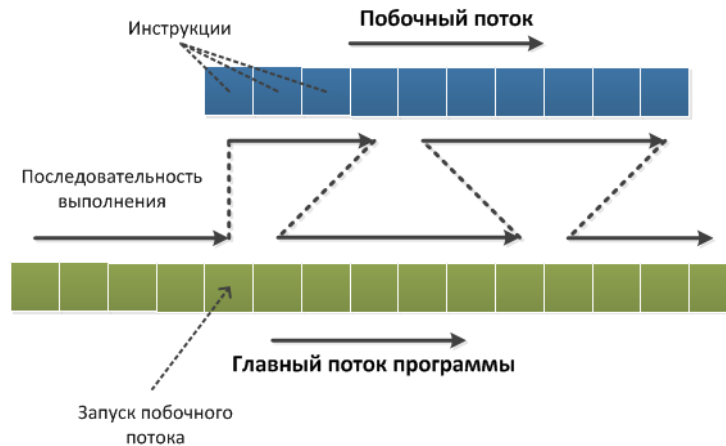 Побочный поток
Инструкции
Последовательность
выполнения
Главный поток программы
Запуск побочного
потока